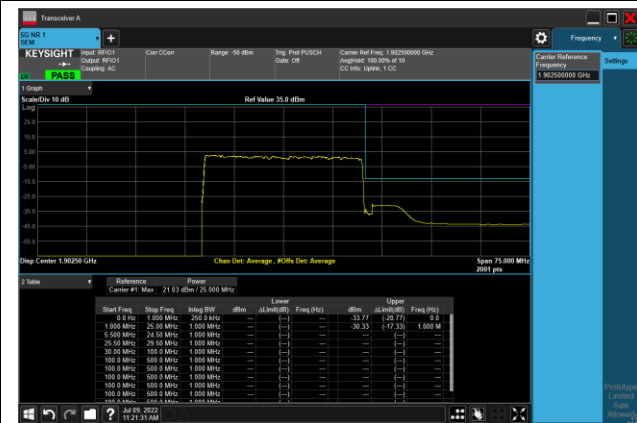 Transceiver A
5G NR 1
SEM
Frequency
KEYSIGHT
LV PASS
Input: RFIO1
Output: RFIO1
Coupling: AC
Corr CCorr
Range: -50 dBm
Trig: Prot PUSCH
Gate: Off
Carrier Ref Freq: 1.902500000 GHz
Avg|Hold: 100.00% of 10
CC Info: Uplink, 1 CC
Carrier Reference
Frequency
1.902500000 GHz
Settings
1 Graph
Scale/Div 10 dB
Ref Value 35.0 dBm
Log
25.0
15.0
5.00
-5.00
-15.0
-25.0
-35.0
-45.0
-55.0
Disp Center 1.90250 GHz
Chan Det: Average , #Offs Det: Average
Span 75.000 MHz
2001 pts
2 Table
Reference Power
Carrier #1: Max 21.03 dBm / 25.000 MHz
Lower Upper
Start Freq Stop Freq Integ BW dBm ΔLimit(dB) Freq (Hz) dBm ΔLimit(dB) Freq (Hz)
0.0 Hz 1.000 MHz 250.0 kHz --- (---) --- -33.77 (-20.77) 0.0
1.000 MHz 25.00 MHz 1.000 MHz --- (---) --- -30.33 (-17.33) 1.000 M
5.500 MHz 24.50 MHz 1.000 MHz --- (---) --- --- (---) ---
25.50 MHz 29.50 MHz 1.000 MHz --- (---) --- --- (---) ---
30.00 MHz 100.0 MHz 1.000 MHz --- (---) --- --- (---) ---
100.0 MHz 500.0 MHz 1.000 MHz --- (---) --- --- (---) ---
100.0 MHz 500.0 MHz 1.000 MHz --- (---) --- --- (---) ---
100.0 MHz 500.0 MHz 1.000 MHz --- (---) --- --- (---) ---
100.0 MHz 500.0 MHz 1.000 MHz --- (---) --- --- (---) ---
100.0 MHz 500.0 MHz 1.000 MHz --- (---) --- --- (---) ---
Prototype
Limited
Sale
Allowed
Jul 09, 2022
11:21:31 AM